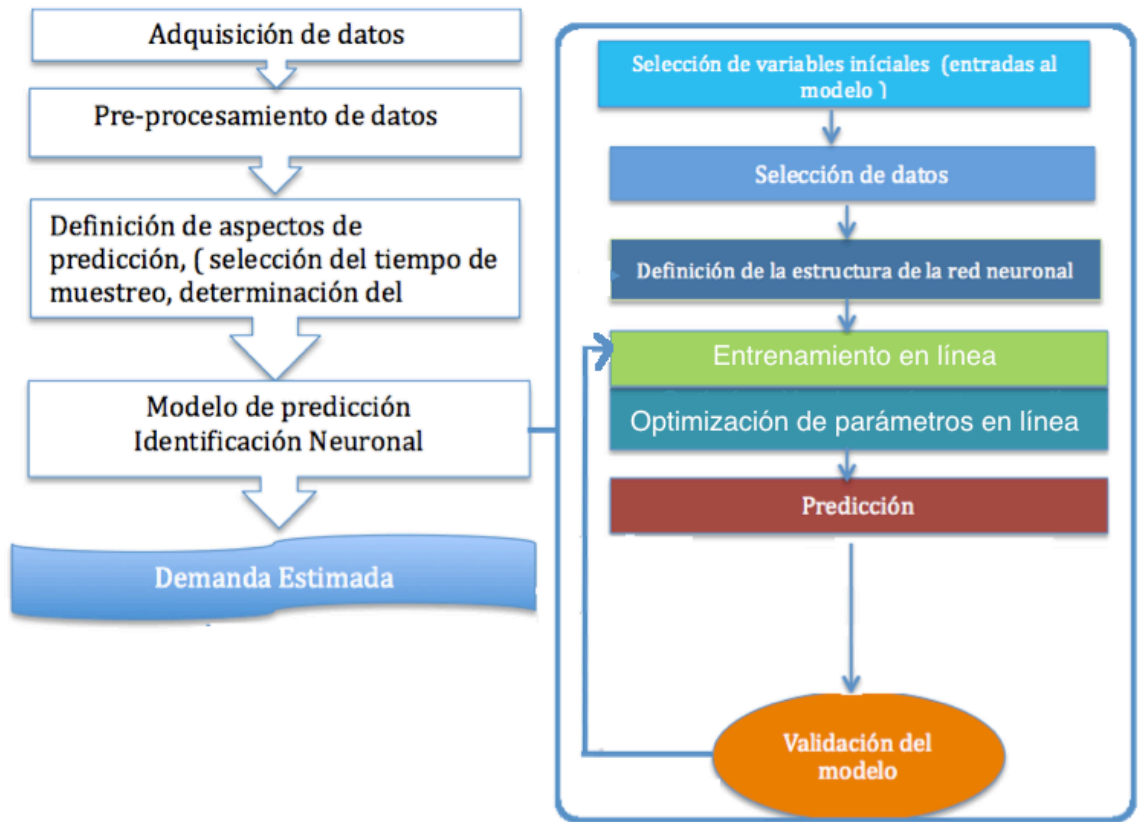 Adquisición de datos
Pre-procesamiento de datos
Definición de aspectos de
predicción, ( selección del tiempo de
muestreo, determinación del
Modelo de predicción
Identificación Neuronal
Demanda Estimada
Selección de variables iníciales (entradas al
modelo )
Selección de datos
Definición de la estructura de la red neuronal
Entrenamiento en línea
Optimización de parámetros en línea
Predicción
Validación del
modelo